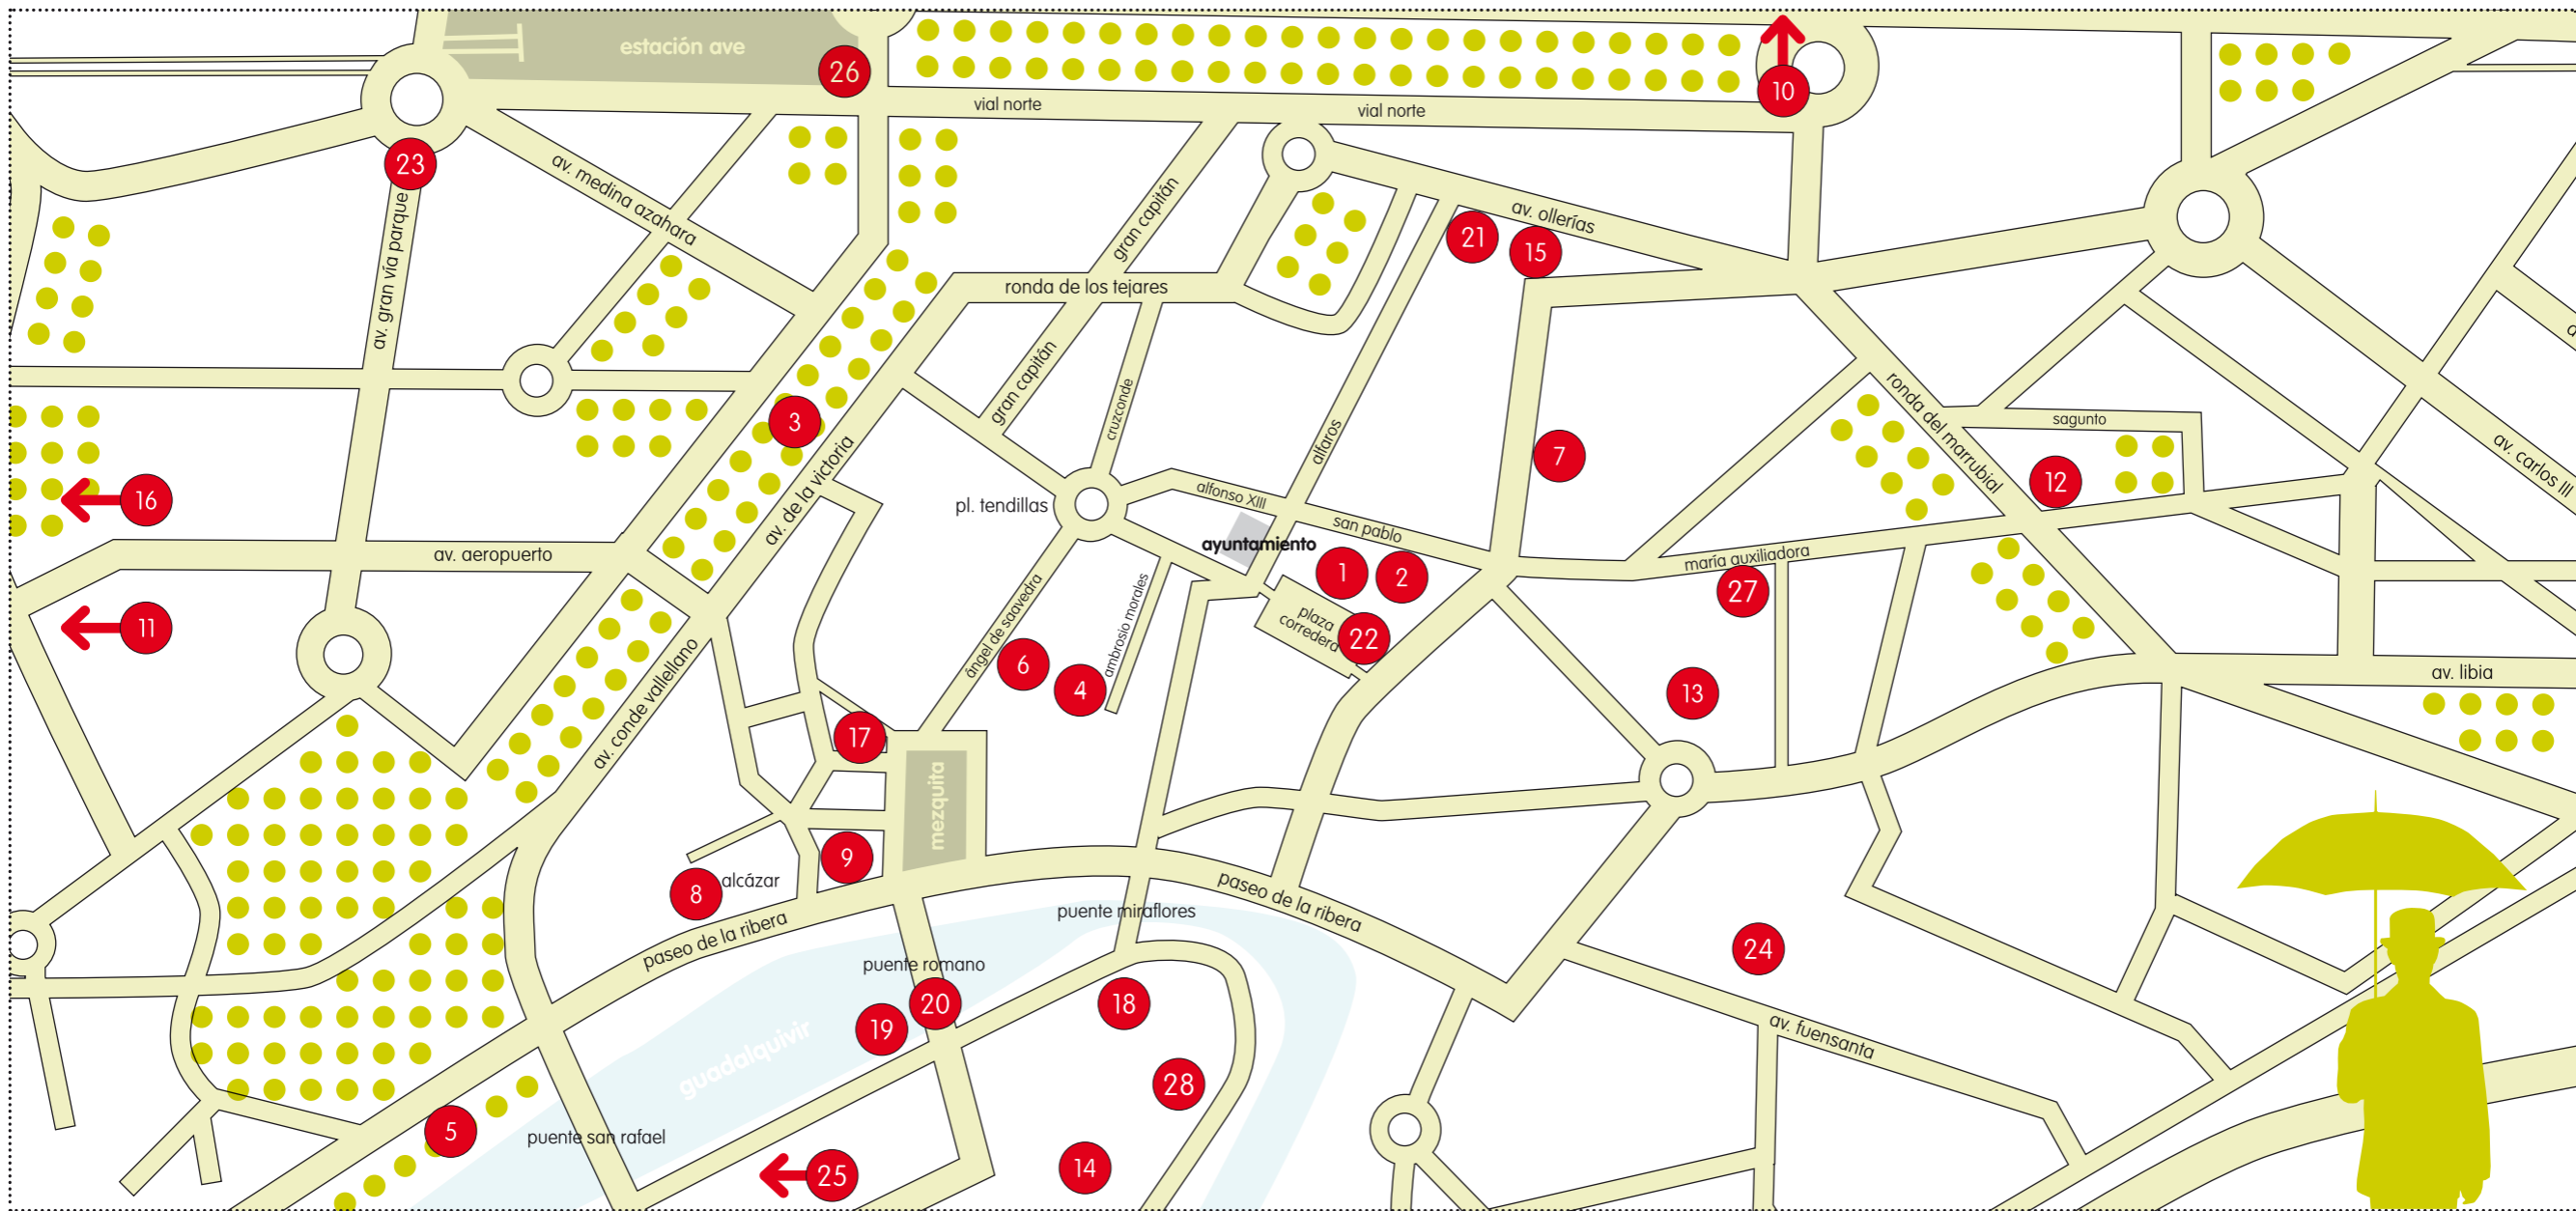 estación ave
26
10
vial norte
vial norte
23
av. medina azahara
gran capitán
av. ollerías
21
15
av. gran vía parque
ronda de los tejares
gran capitán
cruzconde
3
av. de la victoria
alfaros
7
ronda del marrubial
sagunto
12
av. carlos III
16
pl. tendillas
alfonso XIII
san pablo
ayuntamiento
av. aeropuerto
1
2
maría auxiliadora
27
11
plaza
corredera
22
ángel de saavedra
ambrosio morales
6
4
13
av. libia
av. conde vallellano
17
mezquita
9
8
alcázar
paseo de la ribera
paseo de la ribera
puente miraflores
puente romano
24
20
19
18
guadalquivir
av. fuensanta
28
5
puente san rafael
25
14